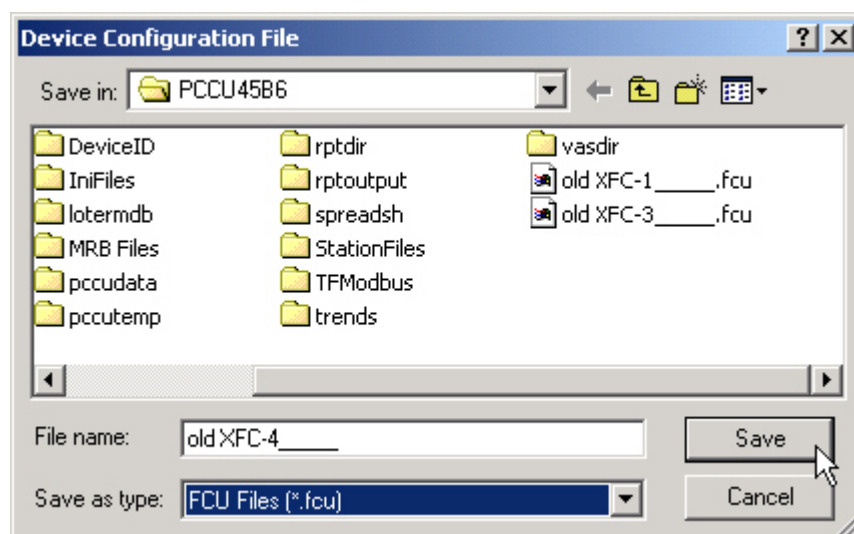 Device Configuration File
Save in: PCCU45B6
DeviceID rptdir vasdir
IniFiles rptoutput old XFC-1_____.fcu
lotermdb spreadsh old XFC-3_____.fcu
MRB Files StationFiles
pccudata TFModbus
pccutemp trends
File name: old XFC-4_____ Save
Save as type: FCU Files (*.fcu) Cancel